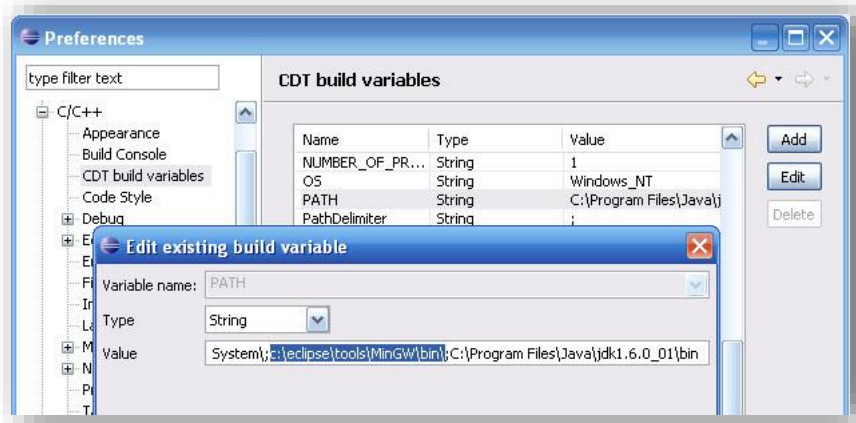 Preferences
type filter text
CDT build variables
C/C++
Appearance
Build Console
CDT build variables
Code Style
Debug
Name Type Value
NUMBER_OF_PR... String 1
OS String Windows_NT
PATH String C:\Program Files\Java\j
PathDelimiter String ;
Add
Edit
Delete
Edit existing build variable
Variable name: PATH
Type String
Value System\;c:\eclipse\tools\MinGW\bin\;C:\Program Files\Java\jdk1.6.0_01\bin